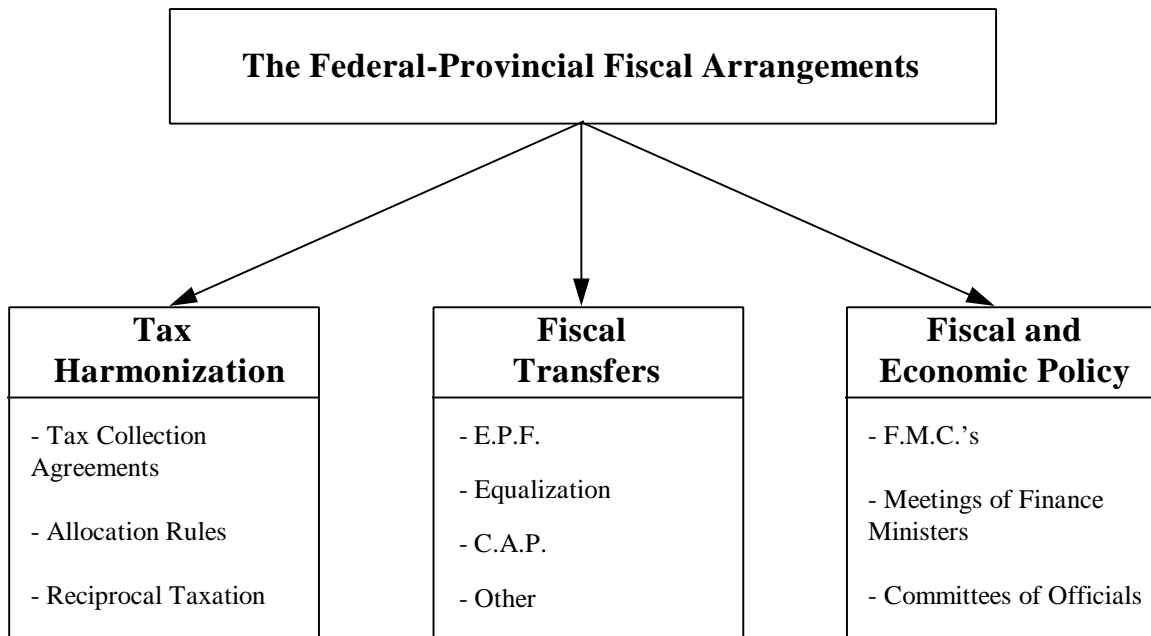 The Federal-Provincial Fiscal Arrangements
Tax
Harmonization
- Tax Collection
Agreements
- Allocation Rules
- Reciprocal Taxation
Fiscal
Transfers
- E.P.F.
- Equalization
- C.A.P.
- Other
Fiscal and
Economic Policy
- F.M.C.’s
- Meetings of Finance
Ministers
- Committees of Officials